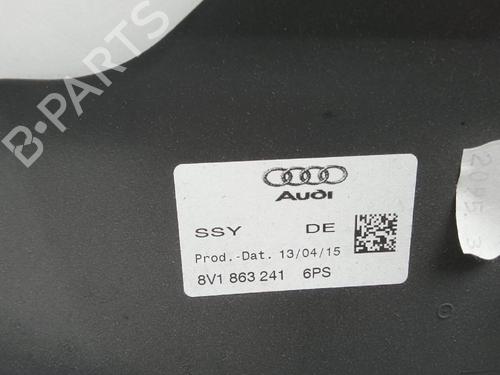 B-PARTS
Audi
SSY DE
Prod.-Dat. 13/04/15
8V1 863 241 6PS